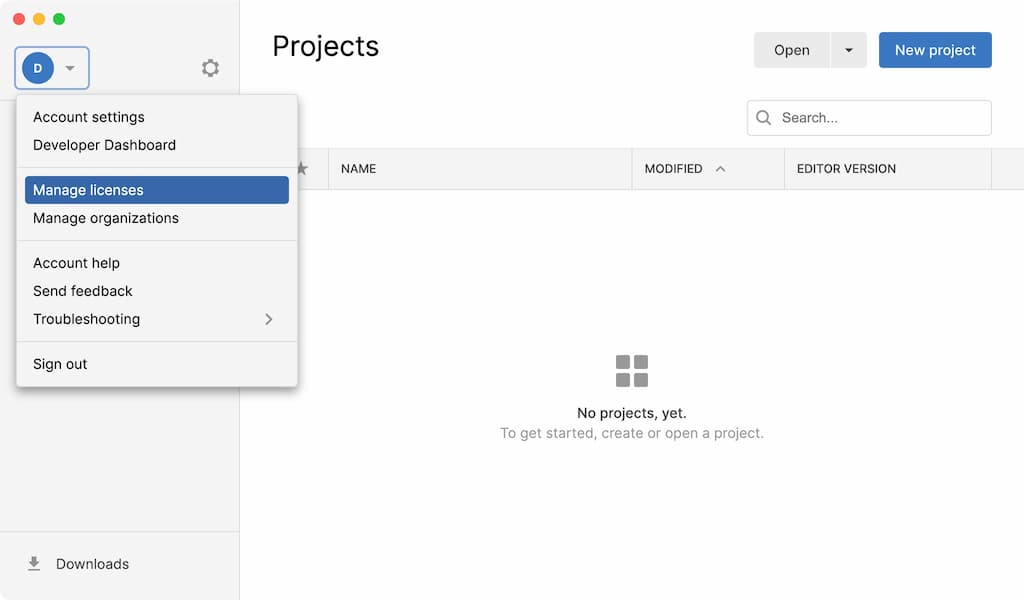 D
Projects
Open
New project
Search...
Account settings
Developer Dashboard
Manage licenses
Manage organizations
Account help
Send feedback
Troubleshooting
Sign out
NAME
MODIFIED
EDITOR VERSION
No projects, yet.
To get started, create or open a project.
Downloads